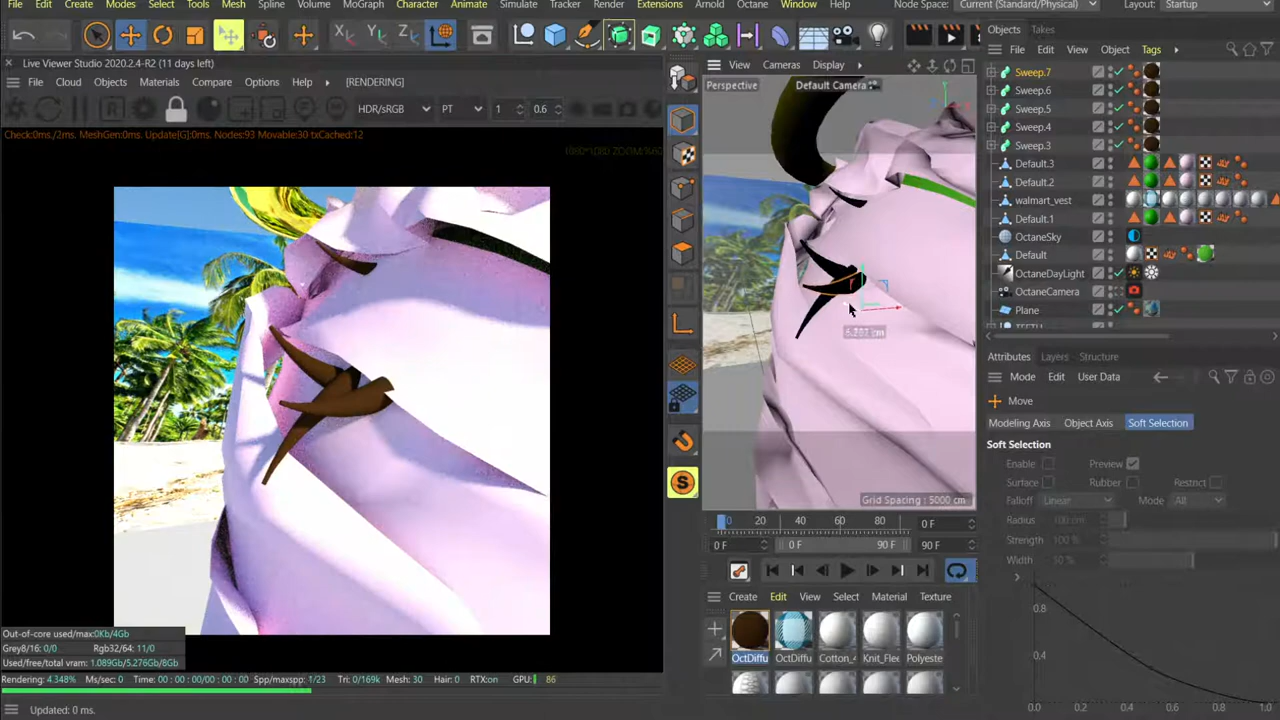 File Edit Create Modes Select Tools Mesh Spline Volume MoGraph Character Animate Simulate Tracker Render Extensions Arnold Octane Window Help Node Space: Current (Standard/Physical) Layout: Startup
X Y Z
Live Viewer Studio 2020.2.4-R2 (11 days left)
File Cloud Objects Materials Compare Options Help [RENDERING]
R HDR/sRGB PT 1 0.6
Check:0ms./2ms. MeshGen:0ms. Update[G]:0ms. Nodes:93 Movable:30 txCached:12
1080*1080 ZOOM:%60
Out-of-core used/max:0Kb/4Gb
Grey8/16: 0/0 Rgb32/64: 11/0
Used/free/total vram: 1.089Gb/5.276Gb/8Gb
Rendering: 4.348% Ms/sec: 0 Time: 00 : 00 : 00/00 : 00 : 00 Spp/maxspp: 1/23 Tri: 0/169k Mesh: 30 Hair: 0 RTX:on GPU: 86
Updated: 0 ms.
S
View Cameras Display
Perspective Default Camera
Grid Spacing : 5000 cm
0 20 40 60 80 0 F
0 F 0 F 90 F 90 F
Create Edit View Select Material Texture
OctDiffu OctDiffu Cotton_4 Knit_Flee Polyeste
Objects Takes
File Edit View Object Tags
Sweep.7
Sweep.6
Sweep.5
Sweep.4
Sweep.3
Default.3
Default.2
walmart_vest
Default.1
OctaneSky
Default
OctaneDayLight
OctaneCamera
Plane
TEETH
Attributes Layers Structure
Mode Edit User Data
Move
Modeling Axis Object Axis Soft Selection
Soft Selection
Enable Preview
Surface Rubber Restrict
Falloff Linear Mode All
Radius 100 cm
Strength 100 %
Width 50 %
0.8
0.4
0.0 0.2 0.4 0.6 0.8 1.0